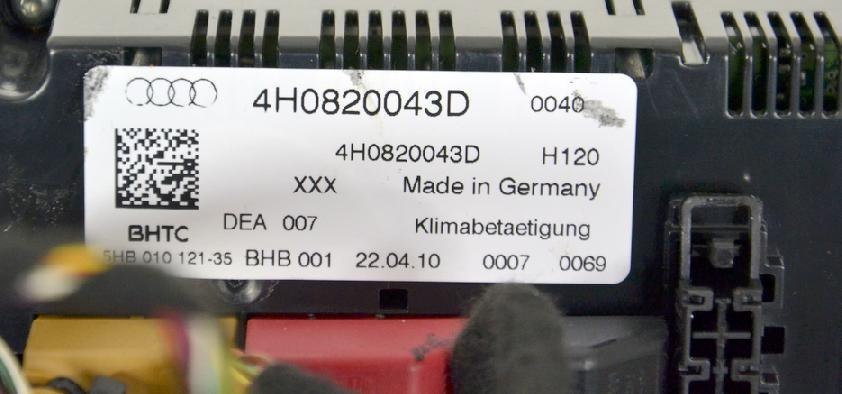 4H0820043D 0040
4H0820043D H120
XXX Made in Germany
DEA 007 Klimabetaetigung
BHTC
5HB 010 121-35 BHB 001 22.04.10 0007 0069